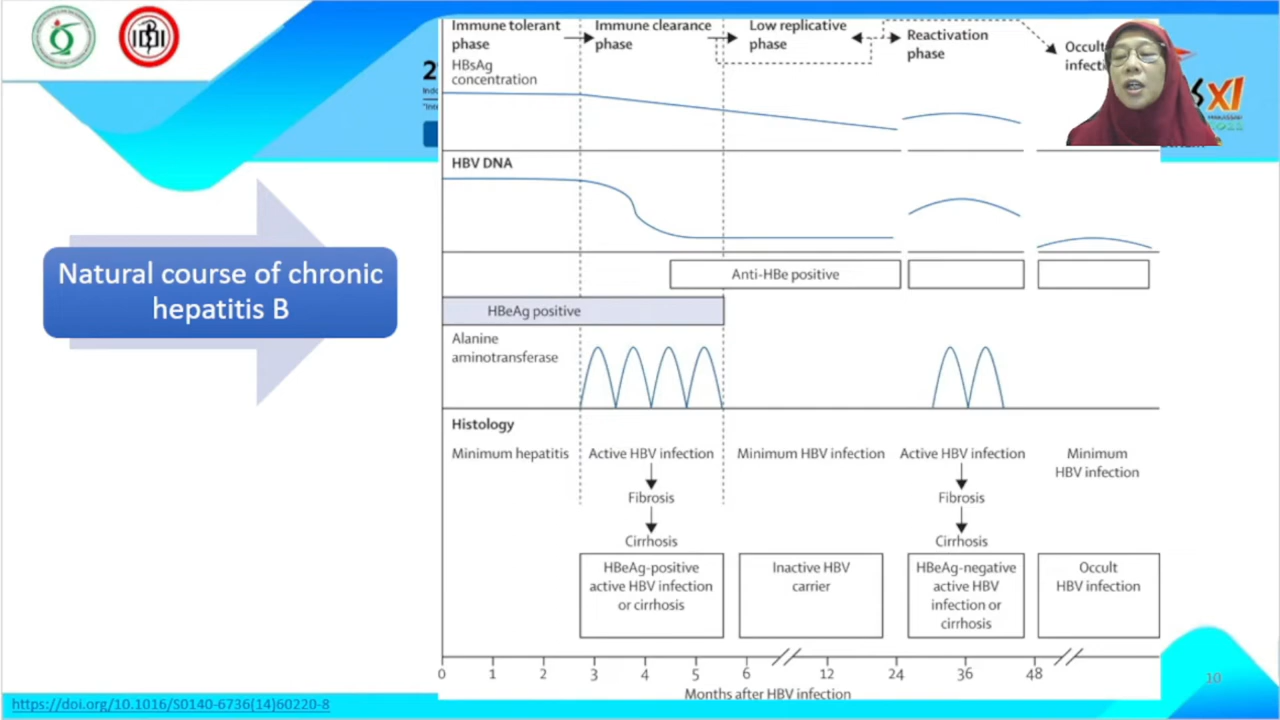 Immune tolerant
phase
Immune clearance
phase
Low replicative
phase
Reactivation
phase
Occult
HBsAg
concentration
HBV DNA
Anti-HBe positive
HBeAg positive
Alanine
aminotransferase
Natural course of chronic
hepatitis B
Histology
Minimum hepatitis
Active HBV infection
Minimum HBV infection
Active HBV infection
Minimum
HBV infection
Fibrosis
Fibrosis
Cirrhosis
Cirrhosis
HBeAg-positive
active HBV infection
or cirrhosis
Inactive HBV
carrier
HBeAg-negative
active HBV
infection or
cirrhosis
Occult
HBV infection
0 1 2 3 4 5 6 12 24 36 48
Months after HBV infection
XI
10
https://doi.org/10.1016/S0140-6736(14)60220-8